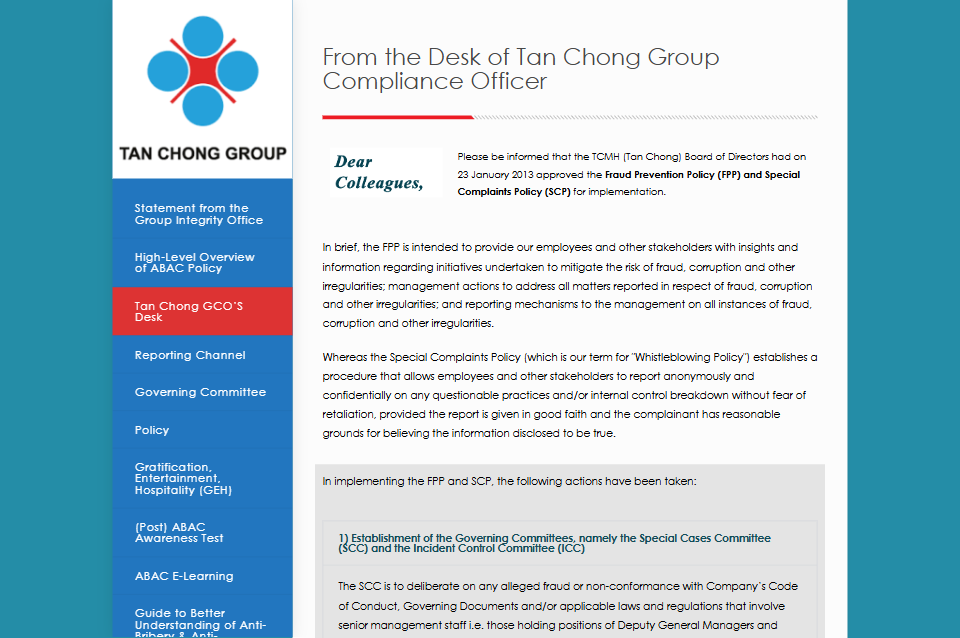 TAN CHONG GROUP
Statement from the
Group Integrity Office
High-Level Overview
of ABAC Policy
Tan Chong GCO'S
Desk
Reporting Channel
Governing Committee
Policy
Gratification,
Entertainment,
Hospitality (GEH)
(Post) ABAC
Awareness Test
ABAC E-Learning
Guide to Better
Understanding of Anti-
Bribery & Anti-
From the Desk of Tan Chong Group
Compliance Officer
Dear
Colleagues,
Please be informed that the TCMH (Tan Chong) Board of Directors had on
23 January 2013 approved the Fraud Prevention Policy (FPP) and Special
Complaints Policy (SCP) for implementation.
In brief, the FPP is intended to provide our employees and other stakeholders with insights and
information regarding initiatives undertaken to mitigate the risk of fraud, corruption and other
irregularities; management actions to address all matters reported in respect of fraud, corruption
and other irregularities; and reporting mechanisms to the management on all instances of fraud,
corruption and other irregularities.
Whereas the Special Complaints Policy (which is our term for "Whistleblowing Policy") establishes a
procedure that allows employees and other stakeholders to report anonymously and
confidentially on any questionable practices and/or internal control breakdown without fear of
retaliation, provided the report is given in good faith and the complainant has reasonable
grounds for believing the information disclosed to be true.
In implementing the FPP and SCP, the following actions have been taken:
1) Establishment of the Governing Committees, namely the Special Cases Committee
(SCC) and the Incident Control Committee (ICC)
The SCC is to deliberate on any alleged fraud or non-conformance with Company's Code
of Conduct, Governing Documents and/or applicable laws and regulations that involve
senior management staff i.e. those holding positions of Deputy General Managers and